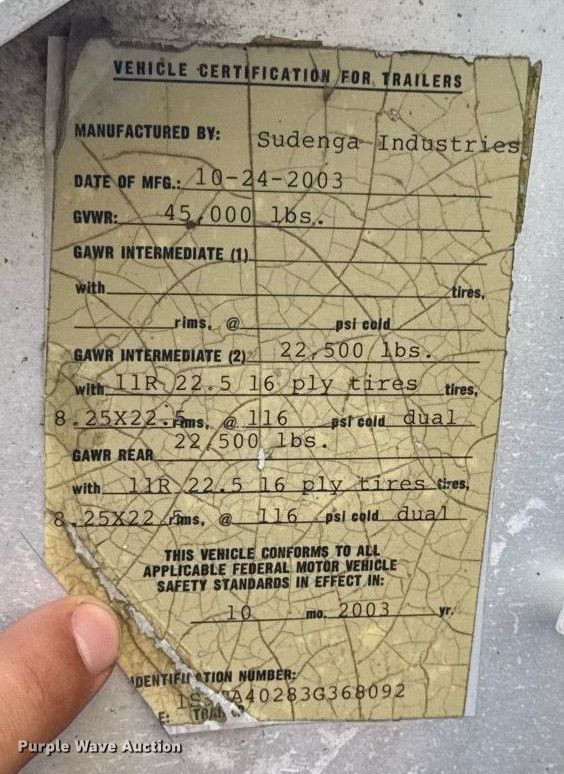 VEHICLE CERTIFICATION FOR TRAILERS
MANUFACTURED BY: Sudenga Industries
DATE OF MFG.: 10-24-2003
GVWR: 45,000 lbs.
GAWR INTERMEDIATE (1)
with tires,
rims, @ psi cold
GAWR INTERMEDIATE (2) 22,500 lbs.
with 11R 22.5 16 ply tires tires,
8.25X22.5 rims, @ 116 psi cold dual
GAWR REAR 22,500 lbs.
with 11R 22.5 16 ply tires tires,
8.25X22.5 rims, @ 116 psi cold dual
THIS VEHICLE CONFORMS TO ALL
APPLICABLE FEDERAL MOTOR VEHICLE
SAFETY STANDARDS IN EFFECT IN:
10 mo. 2003 yr.
IDENTIFICATION NUMBER:
A40283G368092
Purple Wave Auction